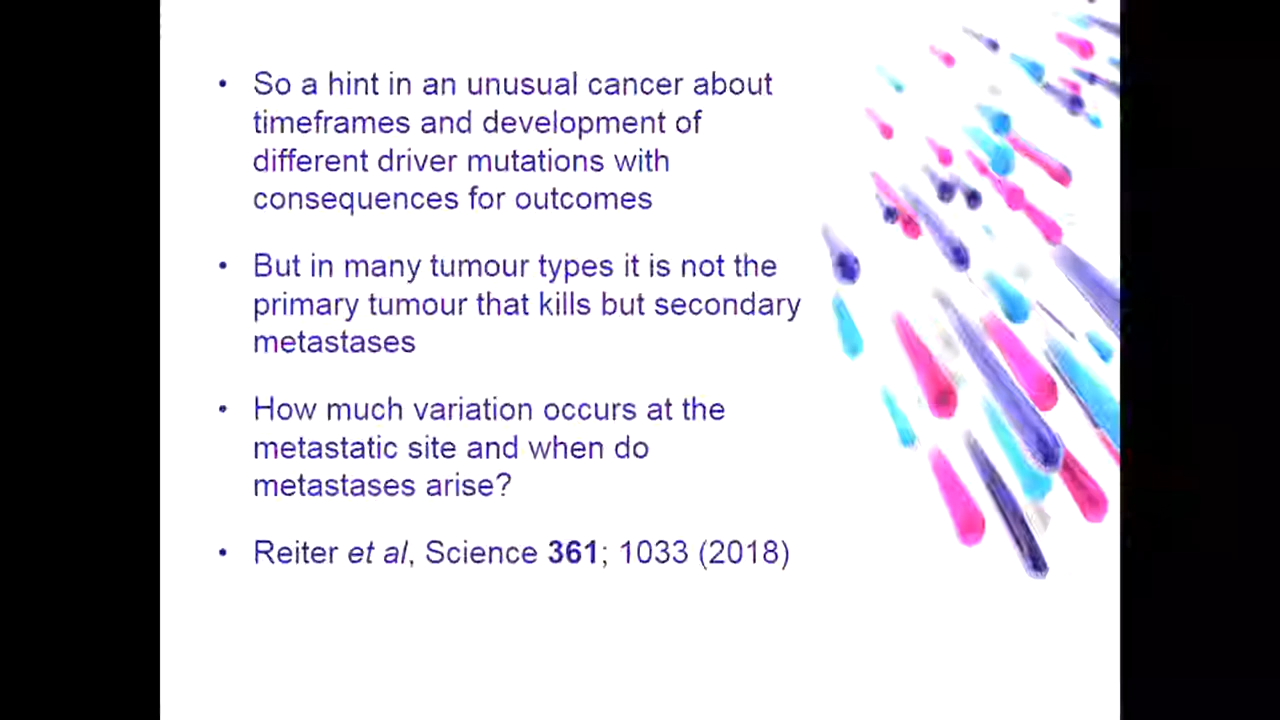 • So a hint in an unusual cancer about
timeframes and development of
different driver mutations with
consequences for outcomes
• But in many tumour types it is not the
primary tumour that kills but secondary
metastases
• How much variation occurs at the
metastatic site and when do
metastases arise?
• Reiter et al, Science 361; 1033 (2018)